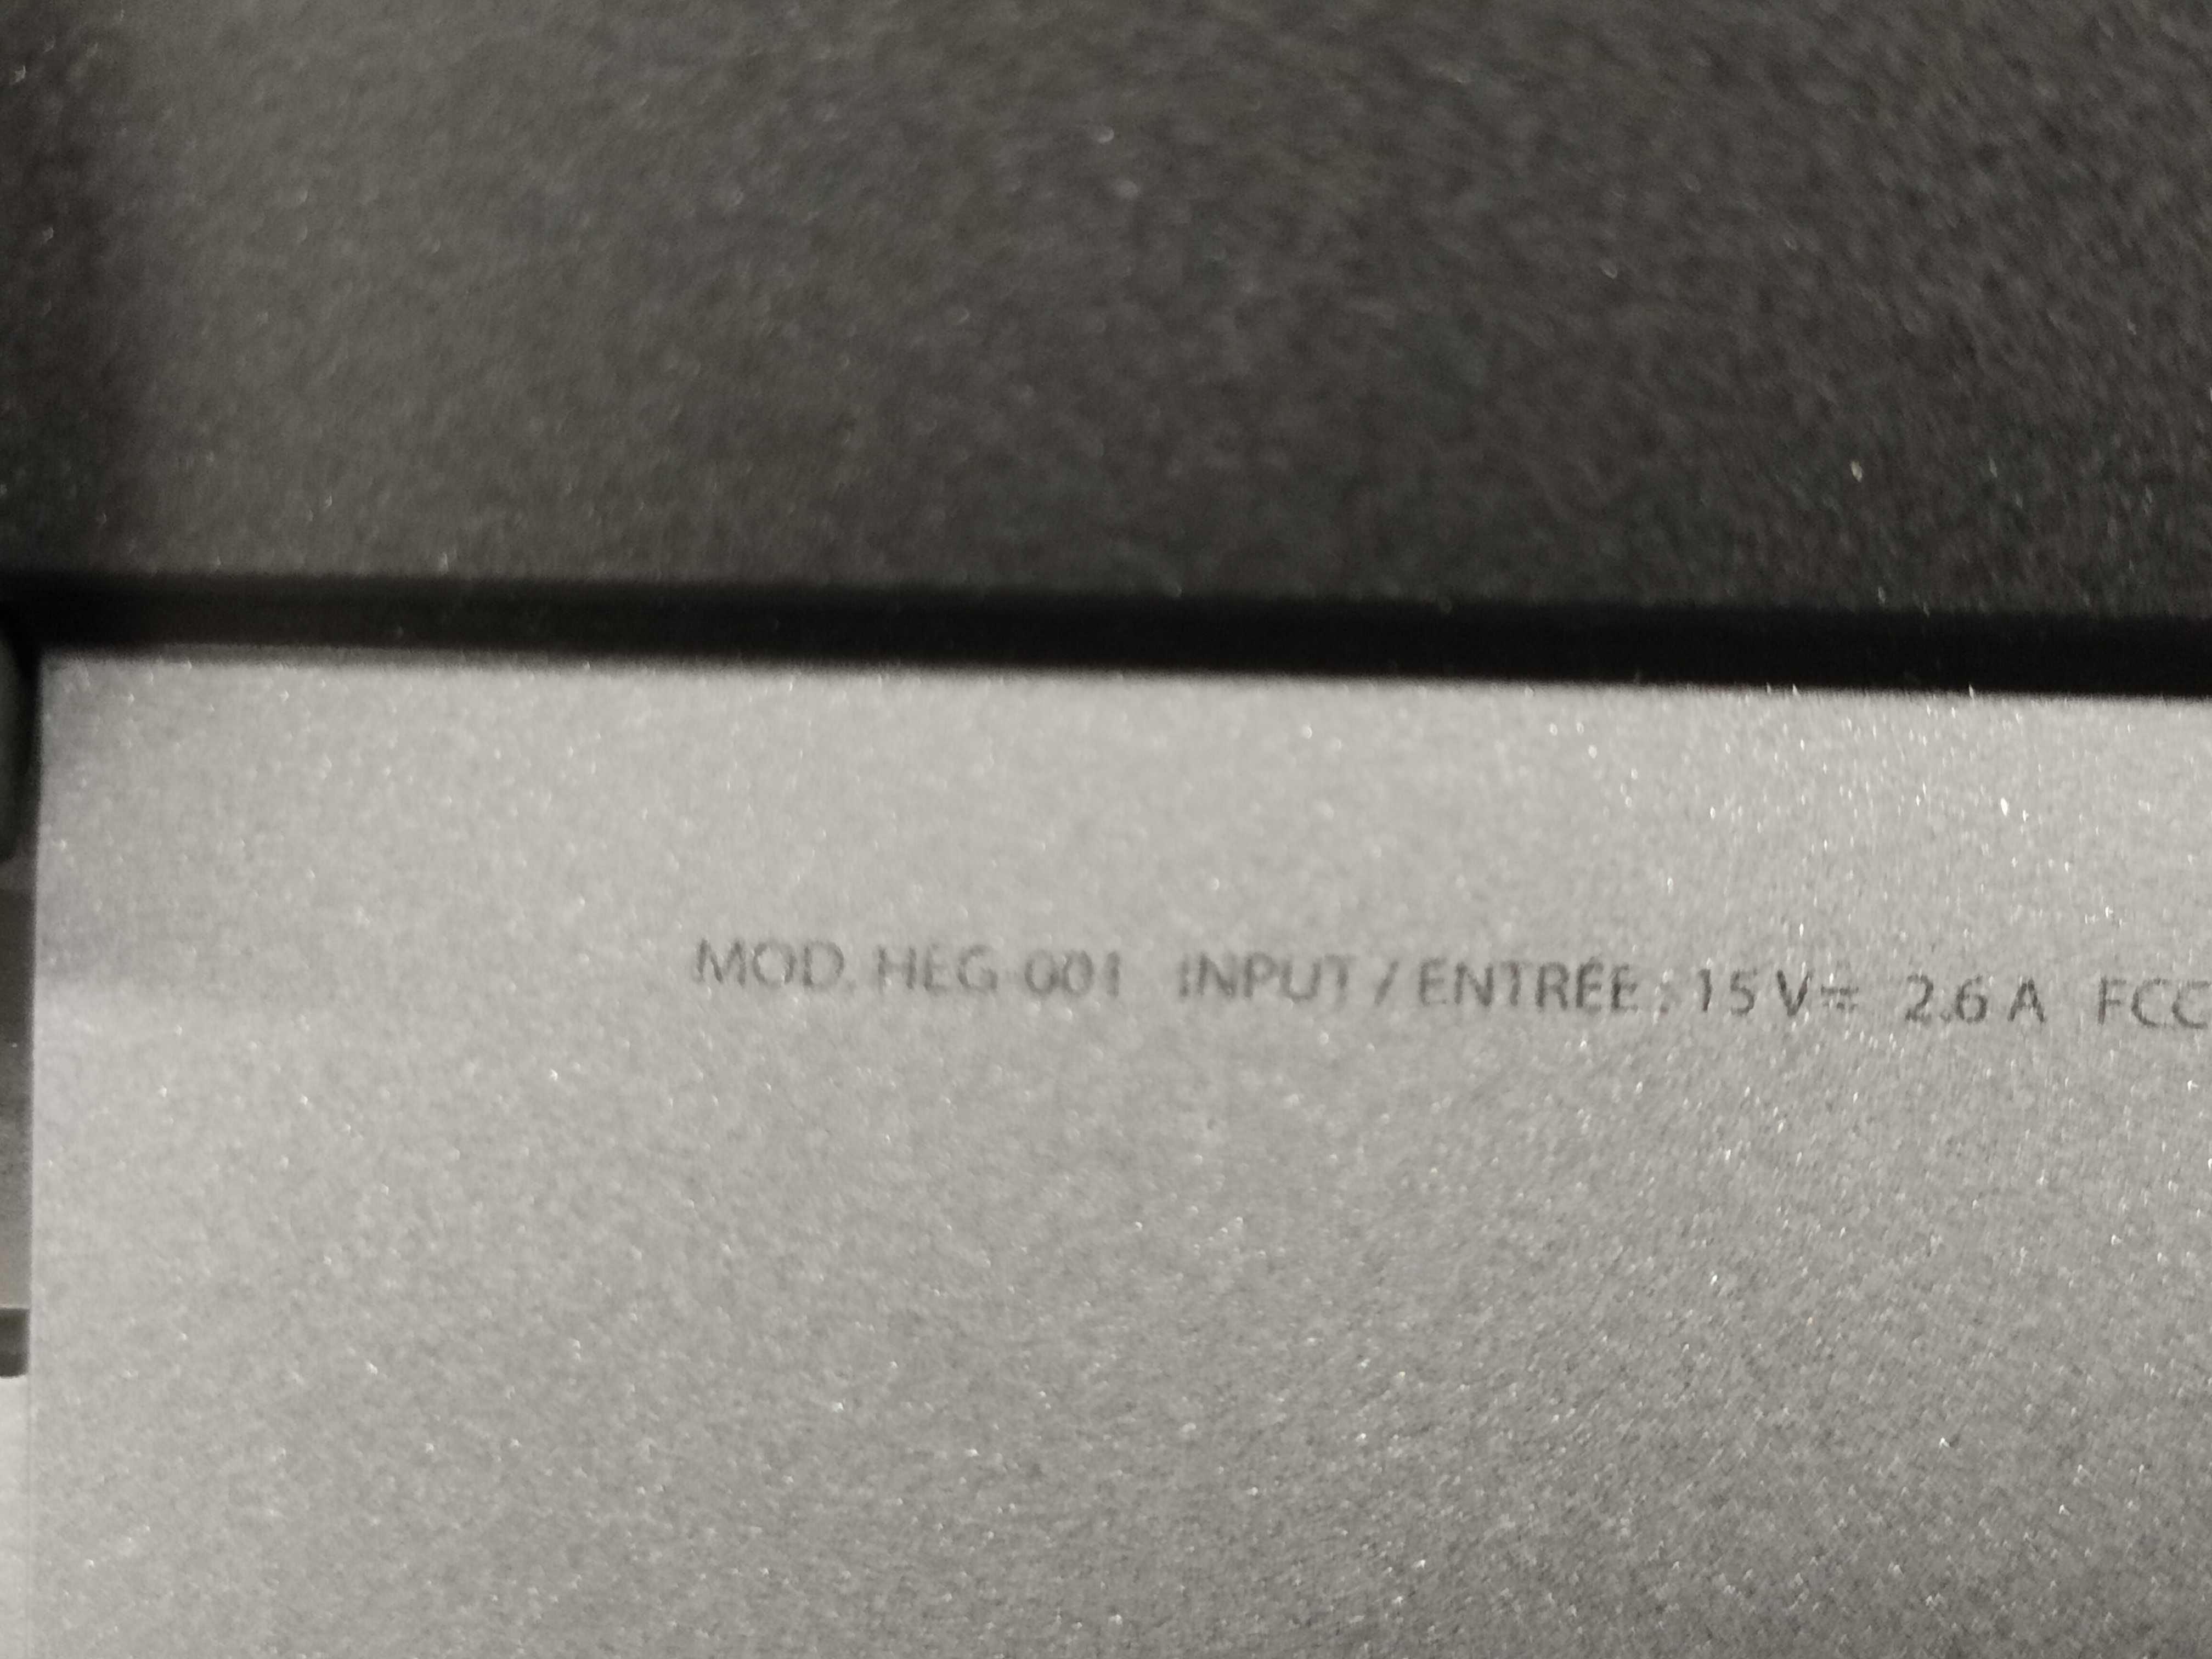 MOD. HEG-001 INPUT / ENTRÉE : 15 V⎓ 2.6 A FCC